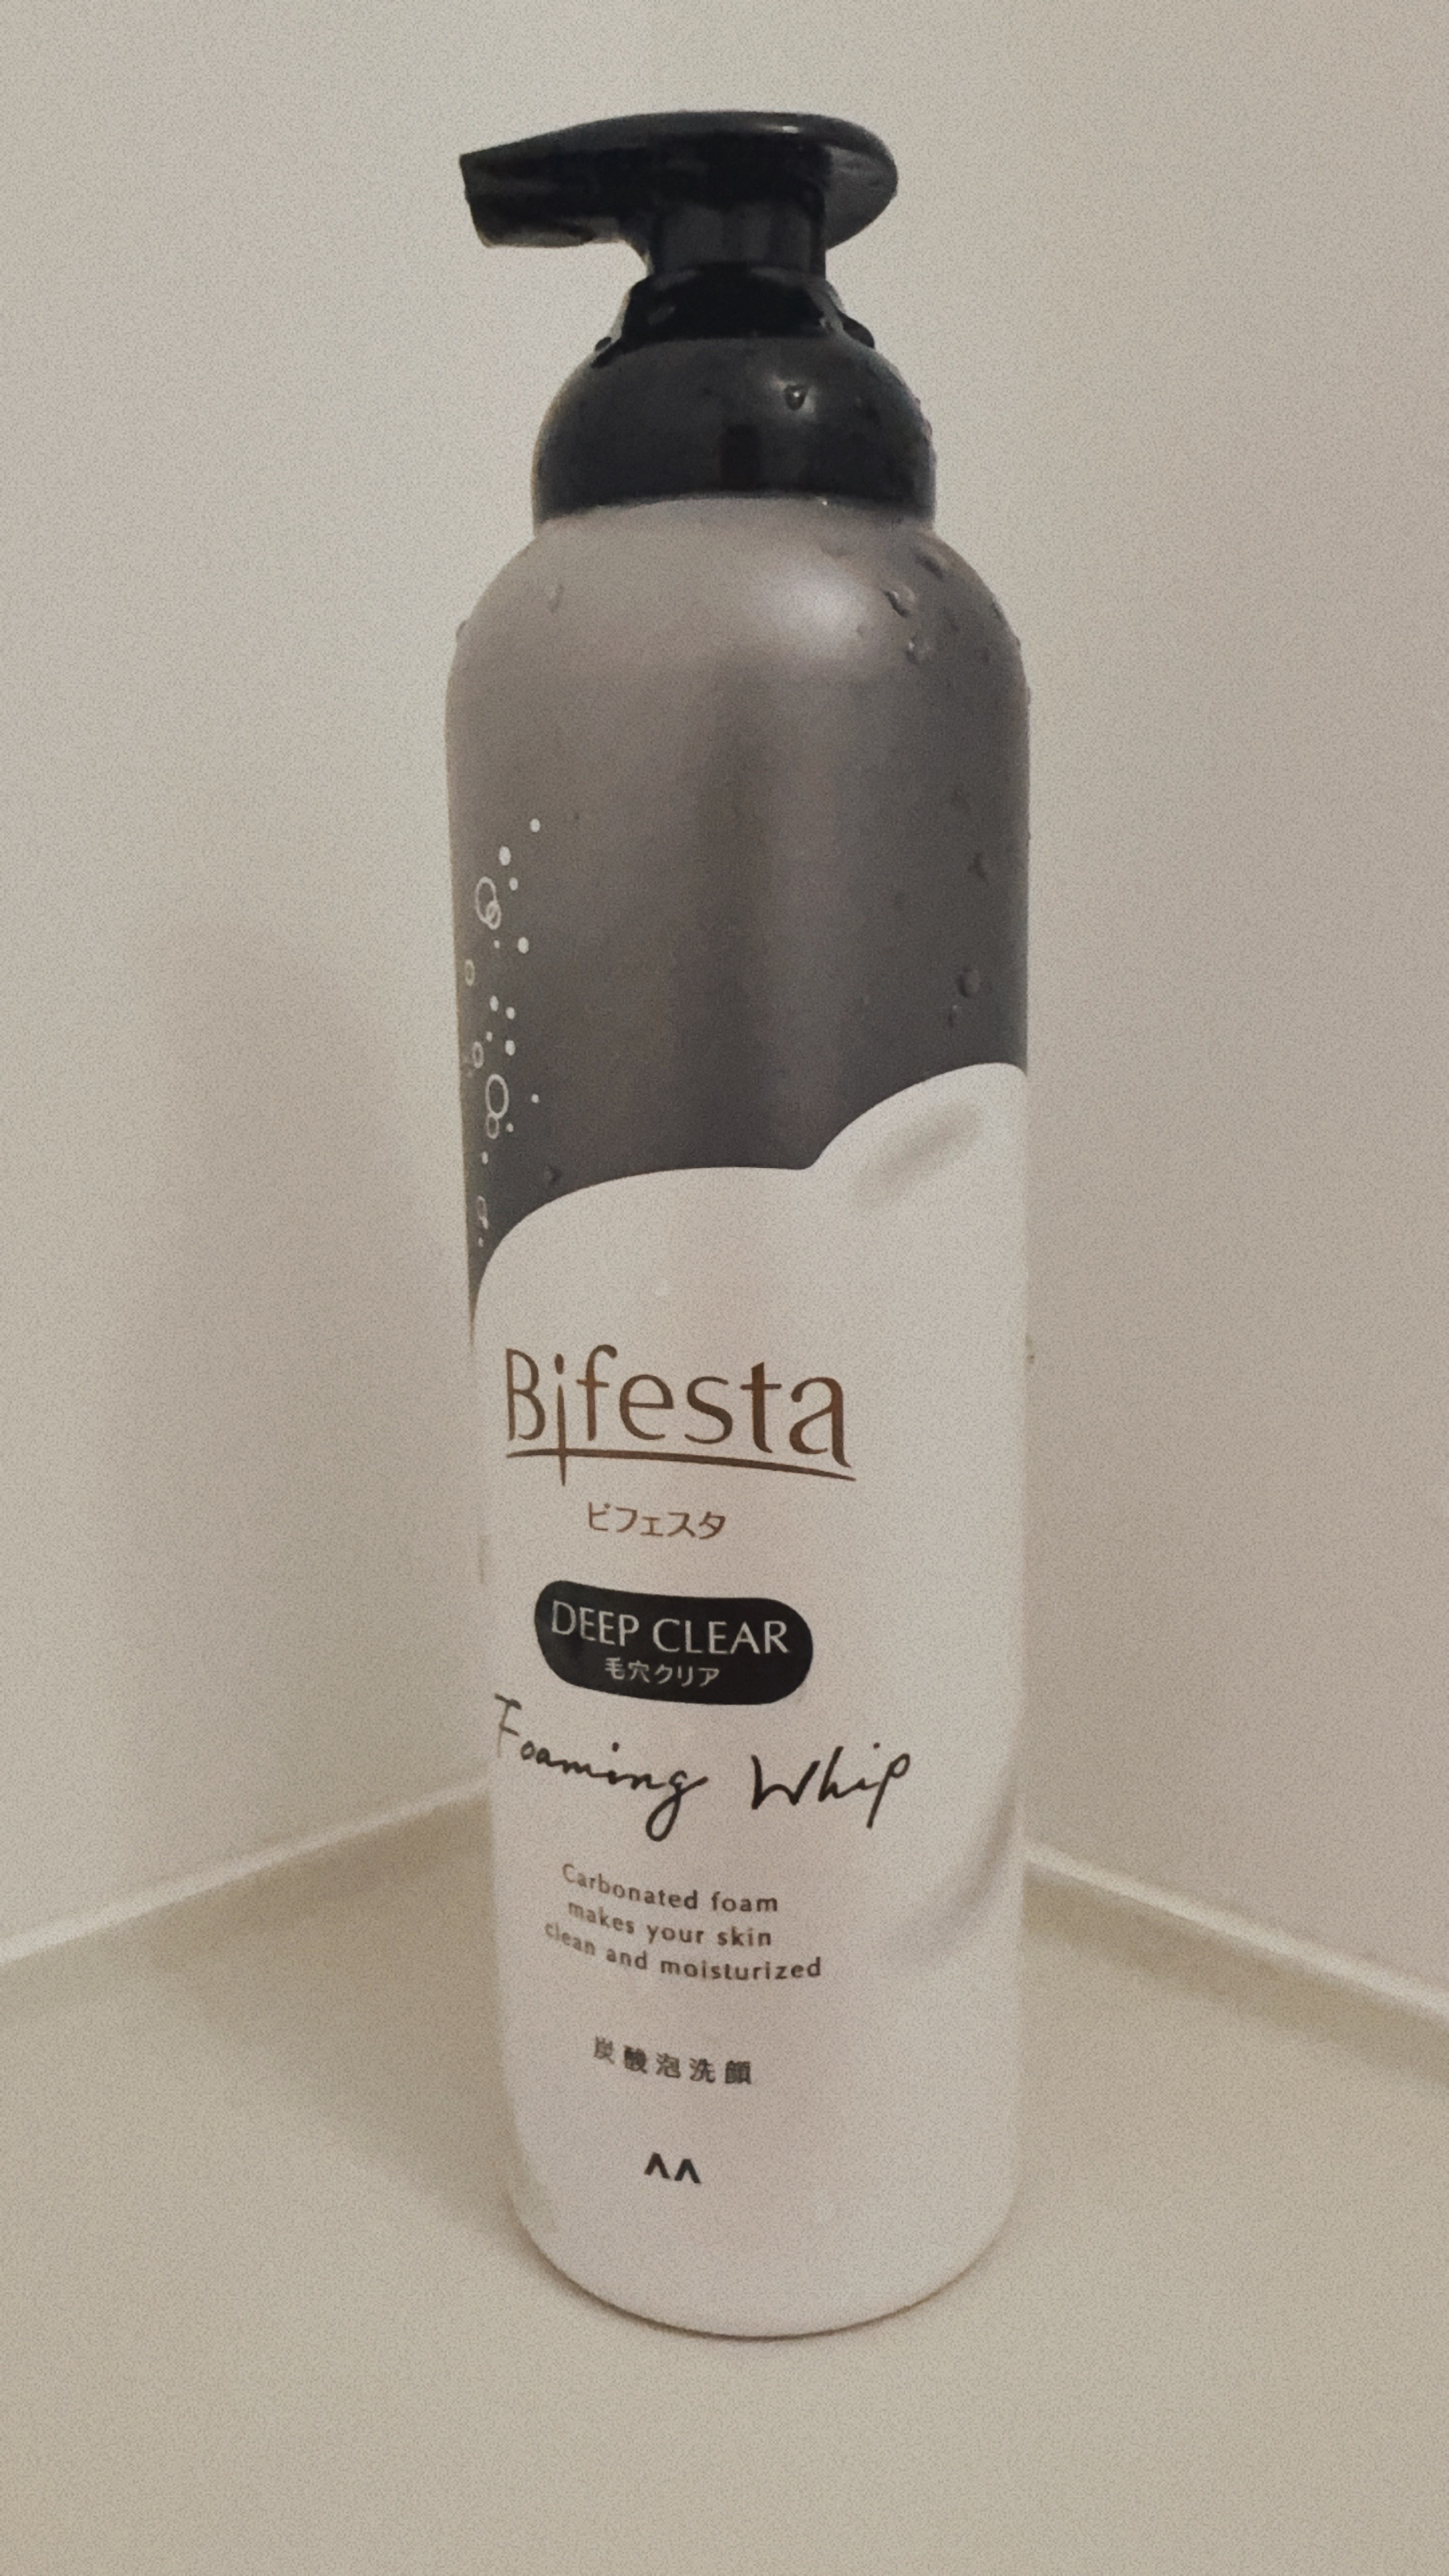 Bifesta
ビフェスタ
DEEP CLEAR
毛穴クリア
Foaming Whip
Carbonated foam
makes your skin
clean and moisturized
炭酸泡洗顔